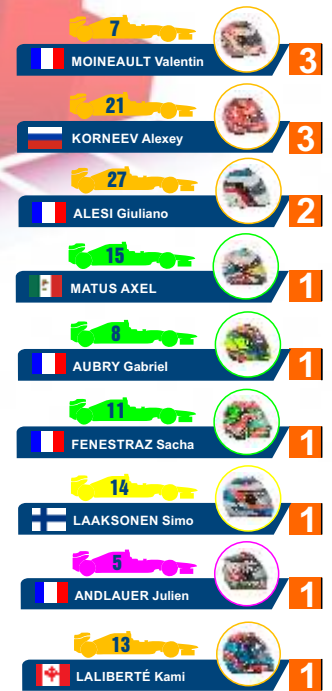 7
MOINEAULT Valentin 3
21
KORNEEV Alexey 3
27
ALESI Giuliano 2
15
MATUS AXEL 1
8
AUBRY Gabriel 1
11
FENESTRAZ Sacha 1
14
LAAKSONEN Simo 1
5
ANDLAUER Julien 1
13
LALIBERTÉ Kami 1